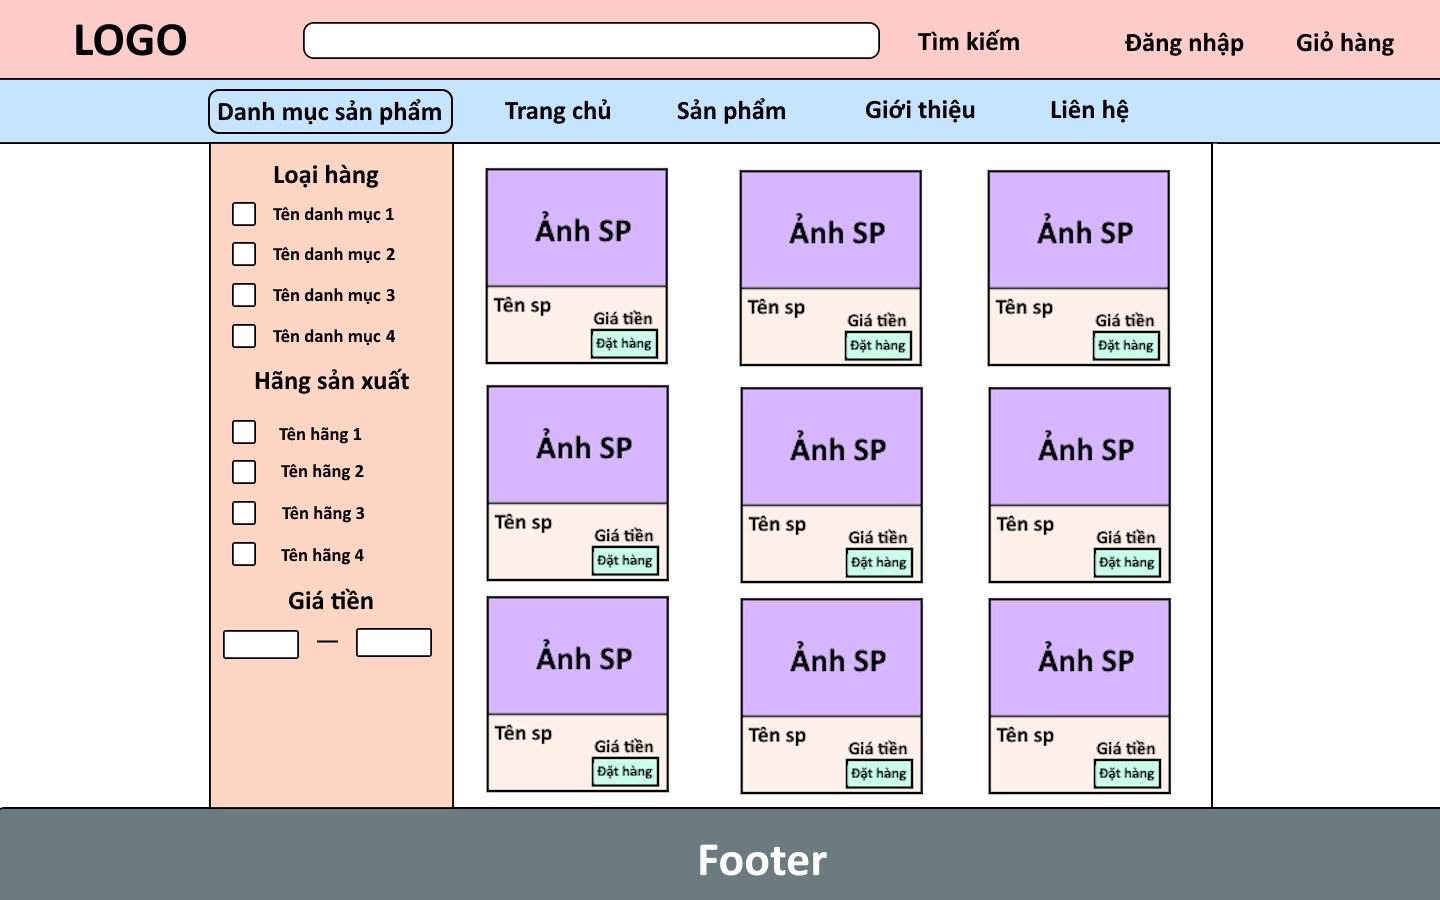 LOGO
Tìm kiếm
Đăng nhập
Giỏ hàng
Danh mục sản phẩm
Trang chủ
Sản phẩm
Giới thiệu
Liên hệ
Loại hàng
Tên danh mục 1
Tên danh mục 2
Tên danh mục 3
Tên danh mục 4
Hãng sản xuất
Tên hãng 1
Tên hãng 2
Tên hãng 3
Tên hãng 4
Giá tiền
—
Ảnh SP
Tên sp
Giá tiền
Đặt hàng
Ảnh SP
Tên sp
Giá tiền
Đặt hàng
Ảnh SP
Tên sp
Giá tiền
Đặt hàng
Ảnh SP
Tên sp
Giá tiền
Đặt hàng
Ảnh SP
Tên sp
Giá tiền
Đặt hàng
Ảnh SP
Tên sp
Giá tiền
Đặt hàng
Ảnh SP
Tên sp
Giá tiền
Đặt hàng
Ảnh SP
Tên sp
Giá tiền
Đặt hàng
Ảnh SP
Tên sp
Giá tiền
Đặt hàng
Footer